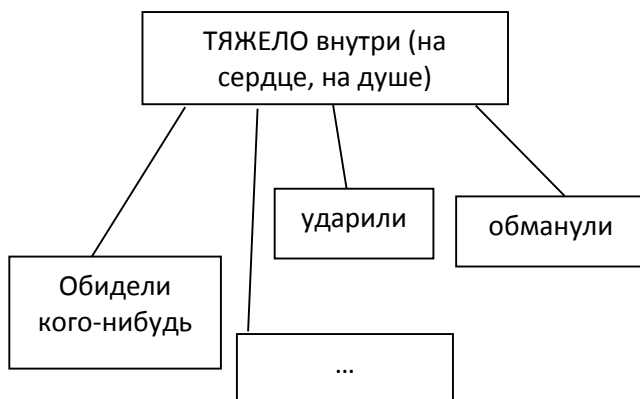 ТЯЖЕЛО внутри (на
сердце, на душе)
ударили
обманули
Обидели
кого-нибудь
...